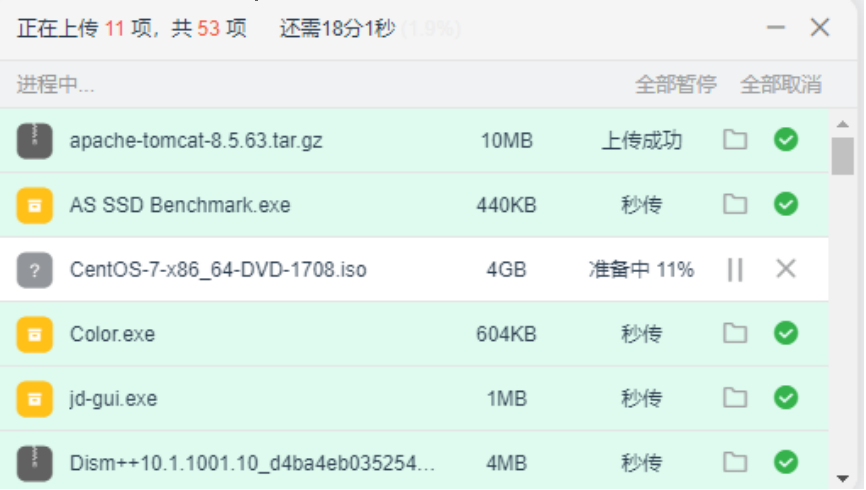 正在上传 11 项，共 53 项 还需18分1秒 (1.9%)
进程中... 全部暂停 全部取消
apache-tomcat-8.5.63.tar.gz 10MB 上传成功
AS SSD Benchmark.exe 440KB 秒传
? CentOS-7-x86_64-DVD-1708.iso 4GB 准备中 11%
Color.exe 604KB 秒传
jd-gui.exe 1MB 秒传
Dism++10.1.1001.10_d4ba4eb035254... 4MB 秒传